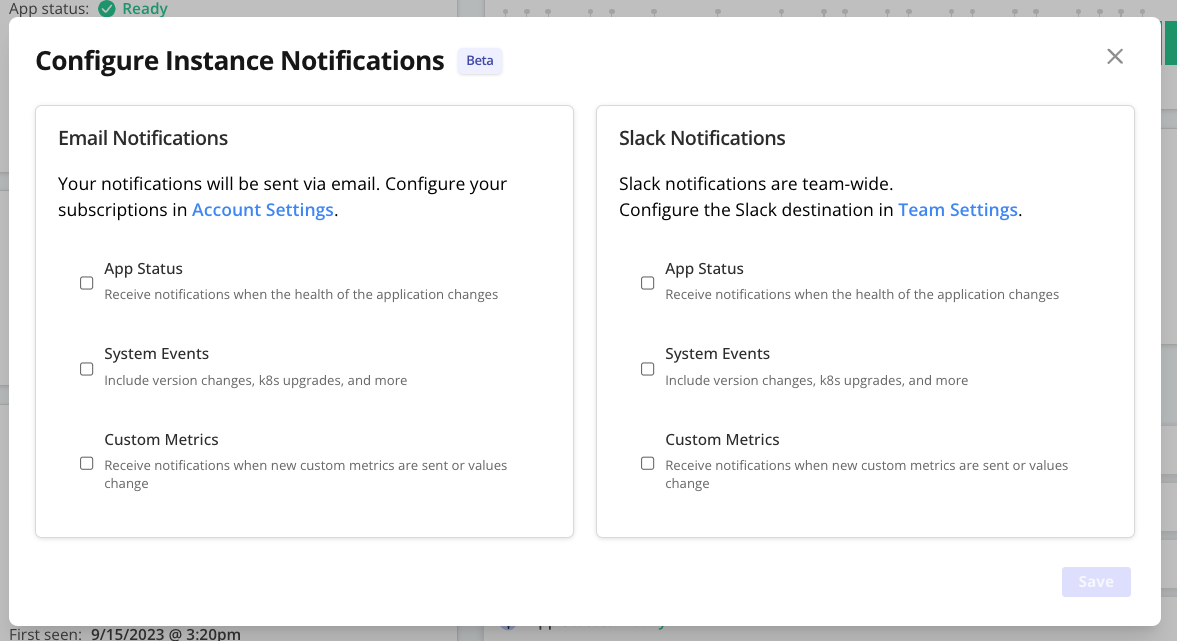 App status: Ready
Configure Instance Notifications Beta
Email Notifications
Your notifications will be sent via email. Configure your
subscriptions in Account Settings.
App Status
Receive notifications when the health of the application changes
System Events
Include version changes, k8s upgrades, and more
Custom Metrics
Receive notifications when new custom metrics are sent or values
change
Slack Notifications
Slack notifications are team-wide.
Configure the Slack destination in Team Settings.
App Status
Receive notifications when the health of the application changes
System Events
Include version changes, k8s upgrades, and more
Custom Metrics
Receive notifications when new custom metrics are sent or values
change
Save
First seen: 9/15/2023 @ 3:20pm